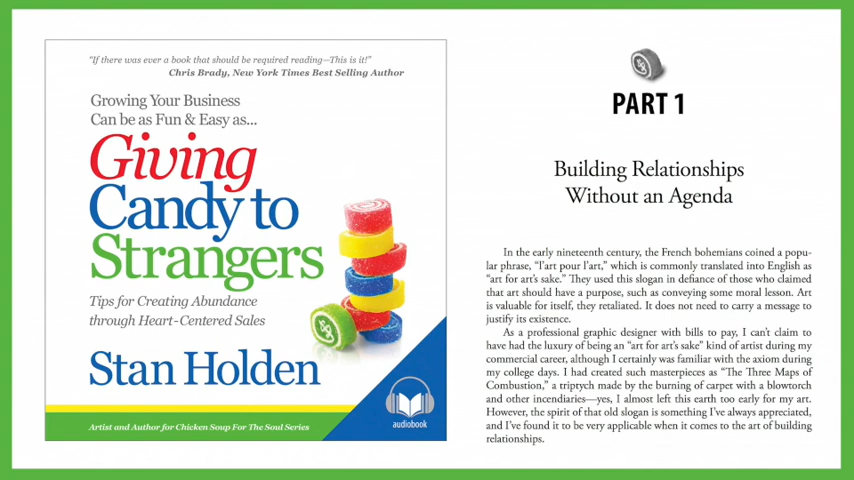 “If there was ever a book that should be required reading—This is it!”
Chris Brady, New York Times Best Selling Author
Growing Your Business
Can be as Fun & Easy as...
Giving
Candy to
Strangers
Tips for Creating Abundance
through Heart-Centered Sales
Stan Holden
Artist and Author for Chicken Soup For The Soul Series
audiobook
PART 1
Building Relationships
Without an Agenda
In the early nineteenth century, the French bohemians coined a popu-
lar phrase, “l’art pour l’art,” which is commonly translated into English as
“art for art’s sake.” They used this slogan in defiance of those who claimed
that art should have a purpose, such as conveying some moral lesson. Art
is valuable for itself, they retaliated. It does not need to carry a message to
justify its existence.
As a professional graphic designer with bills to pay, I can’t claim to
have had the luxury of being an “art for art’s sake” kind of artist during my
commercial career, although I certainly was familiar with the axiom during
my college days. I had created such masterpieces as “The Three Maps of
Combustion,” a triptych made by the burning of carpet with a blowtorch
and other incendiaries—yes, I almost left this earth too early for my art.
However, the spirit of that old slogan is something I’ve always appreciated,
and I’ve found it to be very applicable when it comes to the art of building
relationships.